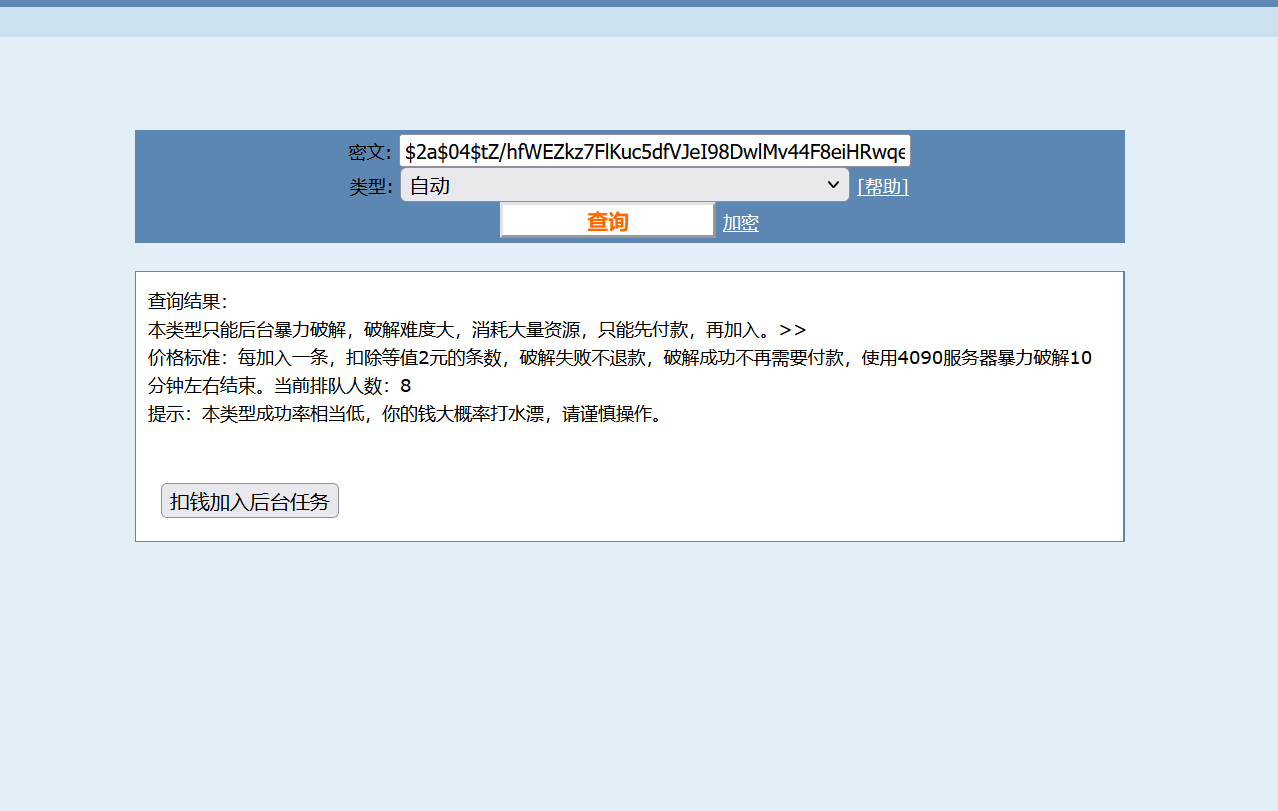 密文: $2a$04$tZ/hfWEZkz7FlKuc5dfVJeI98DwlMv44F8eiHRwqe
类型: 自动 [帮助]
查询 加密
查询结果:
本类型只能后台暴力破解，破解难度大，消耗大量资源，只能先付款，再加入。>>
价格标准：每加入一条，扣除等值2元的条数，破解失败不退款，破解成功不再需要付款，使用4090服务器暴力破解10
分钟左右结束。当前排队人数：8
提示：本类型成功率相当低，你的钱大概率打水漂，请谨慎操作。
扣钱加入后台任务